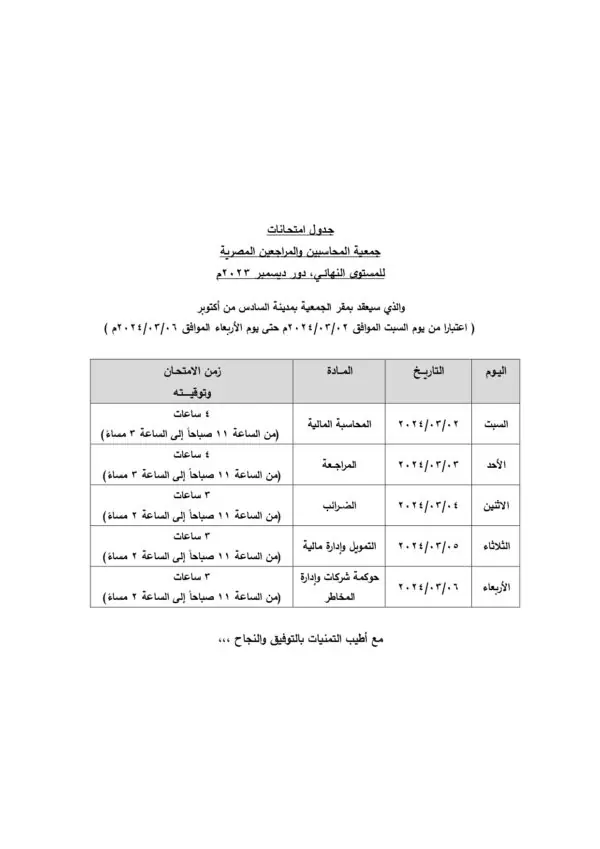 جدول امتحانات
جمعية المحاسبين والمراجعين المصرية
للمستوى النهائي، دور ديسمبر ٢٠٢٣م
والذي سيعقد بمقر الجمعية بمدينة السادس من أكتوبر
( اعتبارا من يوم السبت الموافق ٢٠٢٤/٠٣/٠٢م حتى يوم الأربعاء الموافق ٢٠٢٤/٠٣/٠٦م )
اليوم التاريخ المادة زمن الامتحان
وتوقيته
السبت ٢٠٢٤/٠٣/٠٢ المحاسبة المالية ٤ ساعات
(من الساعة ١١ صباحاً إلى الساعة ٣ مساءً)
الأحد ٢٠٢٤/٠٣/٠٣ المراجعة ٤ ساعات
(من الساعة ١١ صباحاً إلى الساعة ٣ مساءً)
الاثنين ٢٠٢٤/٠٣/٠٤ الضرائب ٣ ساعات
(من الساعة ١١ صباحاً إلى الساعة ٢ مساءً)
الثلاثاء ٢٠٢٤/٠٣/٠٥ التمويل وإدارة مالية ٣ ساعات
(من الساعة ١١ صباحاً إلى الساعة ٢ مساءً)
الأربعاء ٢٠٢٤/٠٣/٠٦ حوكمة شركات وإدارة المخاطر ٣ ساعات
(من الساعة ١١ صباحاً إلى الساعة ٢ مساءً)
مع أطيب التمنيات بالتوفيق والنجاح ،،،